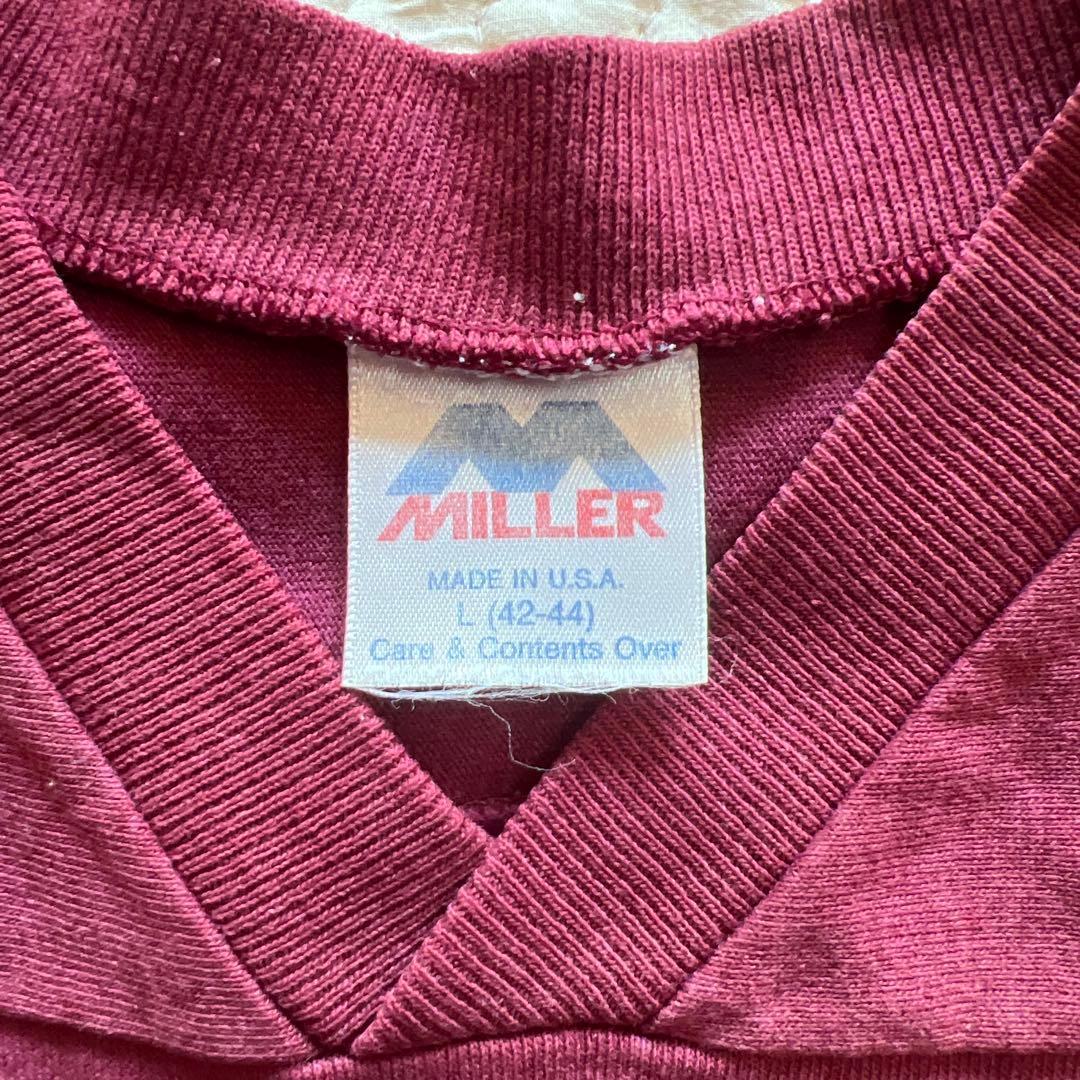 MILLER
MADE IN U.S.A.
L (42-44)
Care & Contents Over